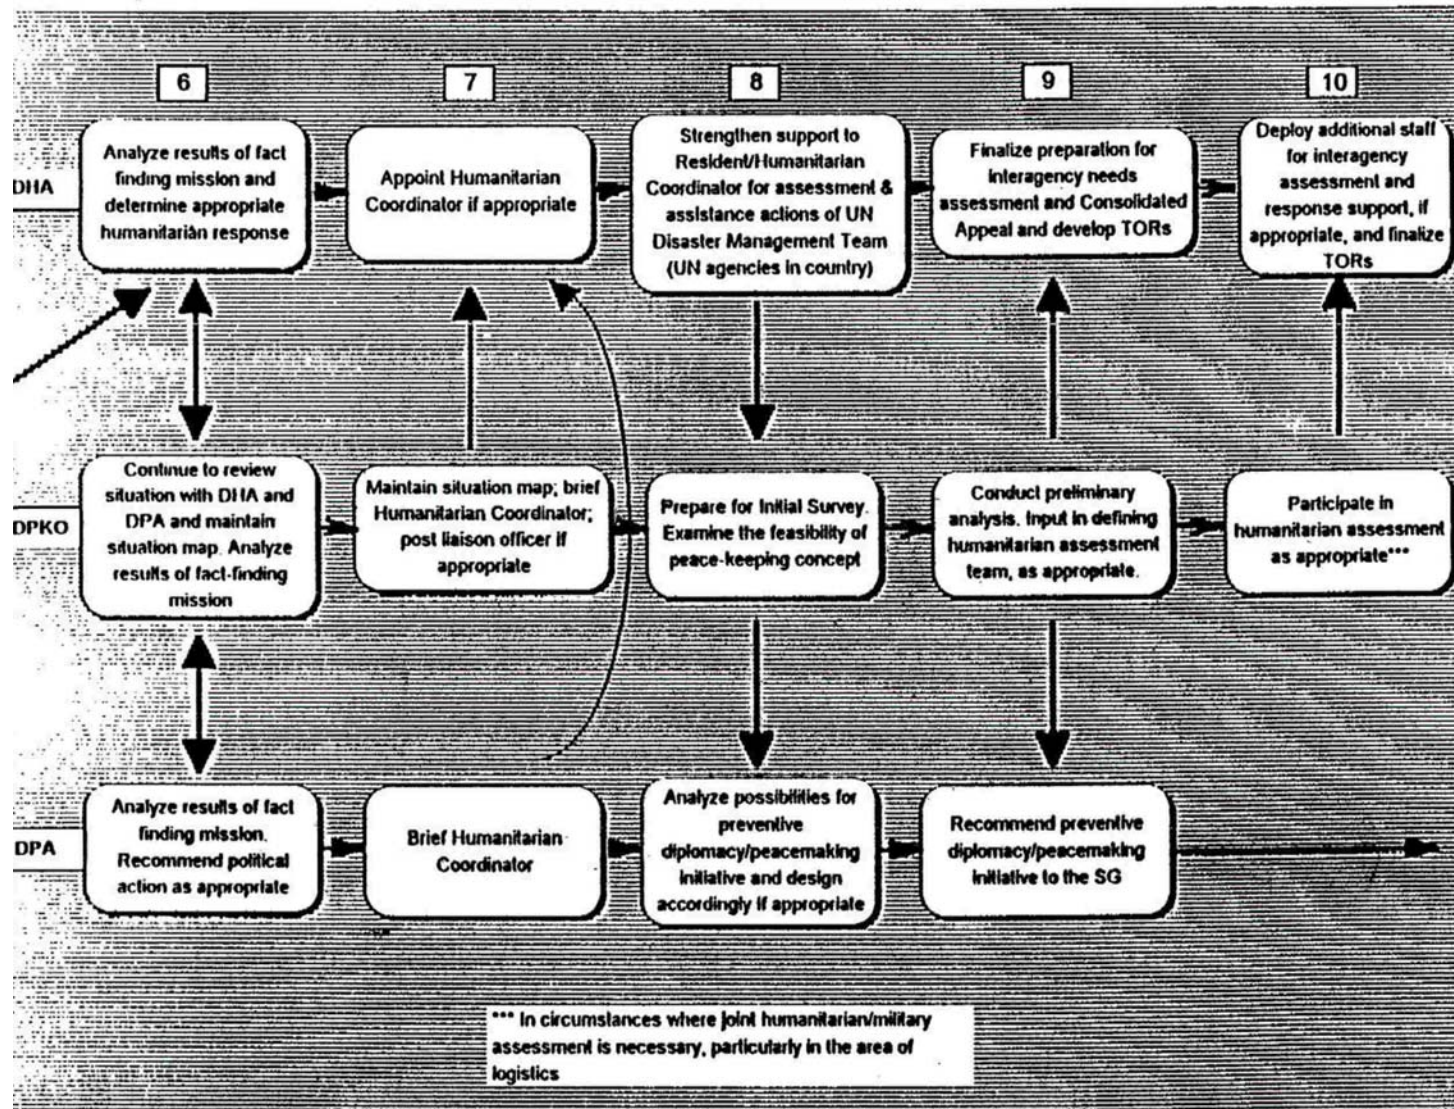 6
7
8
9
10
DHA
Analyze results of fact
finding mission and
determine appropriate
humanitarian response
Appoint Humanitarian
Coordinator if appropriate
Strengthen support to
Resident/Humanitarian
Coordinator for assessment &
assistance actions of UN
Disaster Management Team
(UN agencies in country)
Finalize preparation for
interagency needs
assessment and Consolidated
Appeal and develop TORs
Deploy additional staff
for interagency
assessment and
response support, if
appropriate, and finalize
TORs
DPKO
Continue to review
situation with DHA and
DPA and maintain
situation map. Analyze
results of fact-finding
mission
Maintain situation map; brief
Humanitarian Coordinator;
post liaison officer if
appropriate
Prepare for Initial Survey.
Examine the feasibility of
peace-keeping concept
Conduct preliminary
analysis. Input in defining
humanitarian assessment
team, as appropriate.
Participate in
humanitarian assessment
as appropriate***
DPA
Analyze results of fact
finding mission.
Recommend political
action as appropriate
Brief Humanitarian
Coordinator
Analyze possibilities for
preventive
diplomacy/peacemaking
initiative and design
accordingly if appropriate
Recommend preventive
diplomacy/peacemaking
initiative to the SG
*** In circumstances where joint humanitarian/military
assessment is necessary, particularly in the area of
logistics